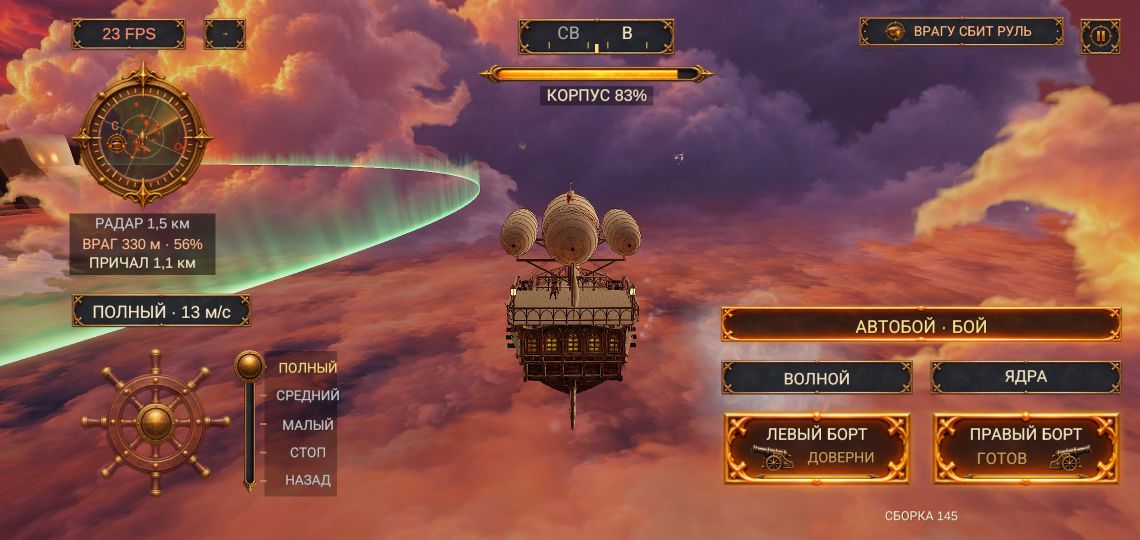 23 FPS
СВ В
ВРАГУ СБИТ РУЛЬ
КОРПУС 83%
С
РАДАР 1,5 км
ВРАГ 330 м · 56%
ПРИЧАЛ 1,1 км
ПОЛНЫЙ · 13 м/с
ПОЛНЫЙ
СРЕДНИЙ
МАЛЫЙ
СТОП
НАЗАД
АВТОБОЙ · БОЙ
ВОЛНОЙ
ЯДРА
ЛЕВЫЙ БОРТ
ДОВЕРНИ
ПРАВЫЙ БОРТ
ГОТОВ
СБОРКА 145